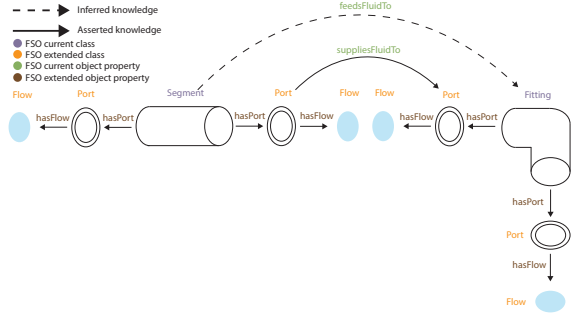 feedsFluidTo
Inferred knowledge
Asserted knowledge
FSO current class
FSO extended class
FSO current object property
FSO extended object property
suppliesFluidTo
Flow
Port
Segment
Port
Flow
Flow
Port
Fitting
hasFlow
hasPort
hasPort
hasFlow
hasFlow
hasPort
hasPort
Port
hasFlow
Flow